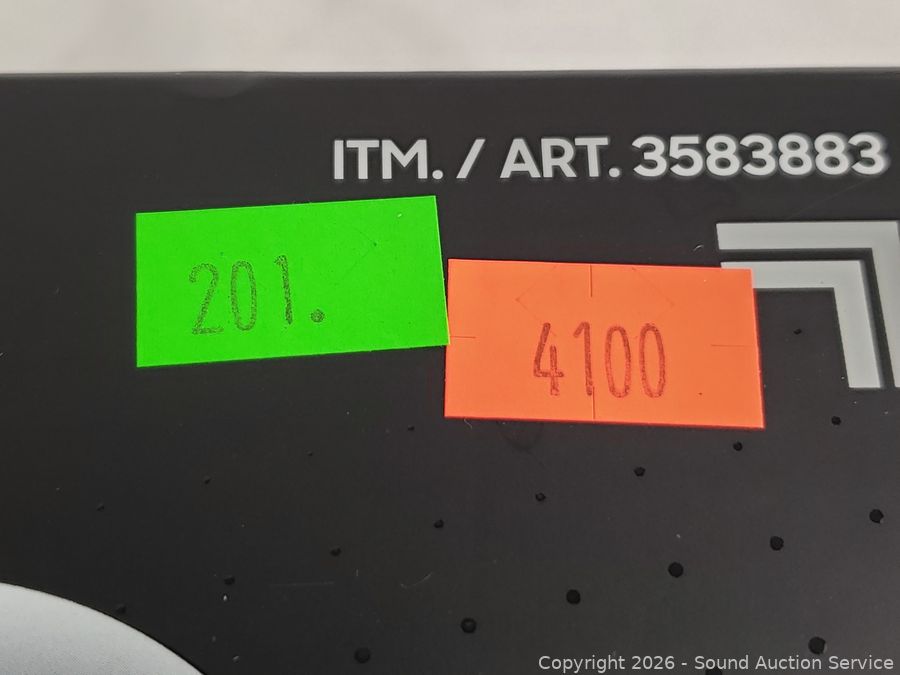 ITM. / ART. 3583883
201.
4100
Copyright 2026 - Sound Auction Service